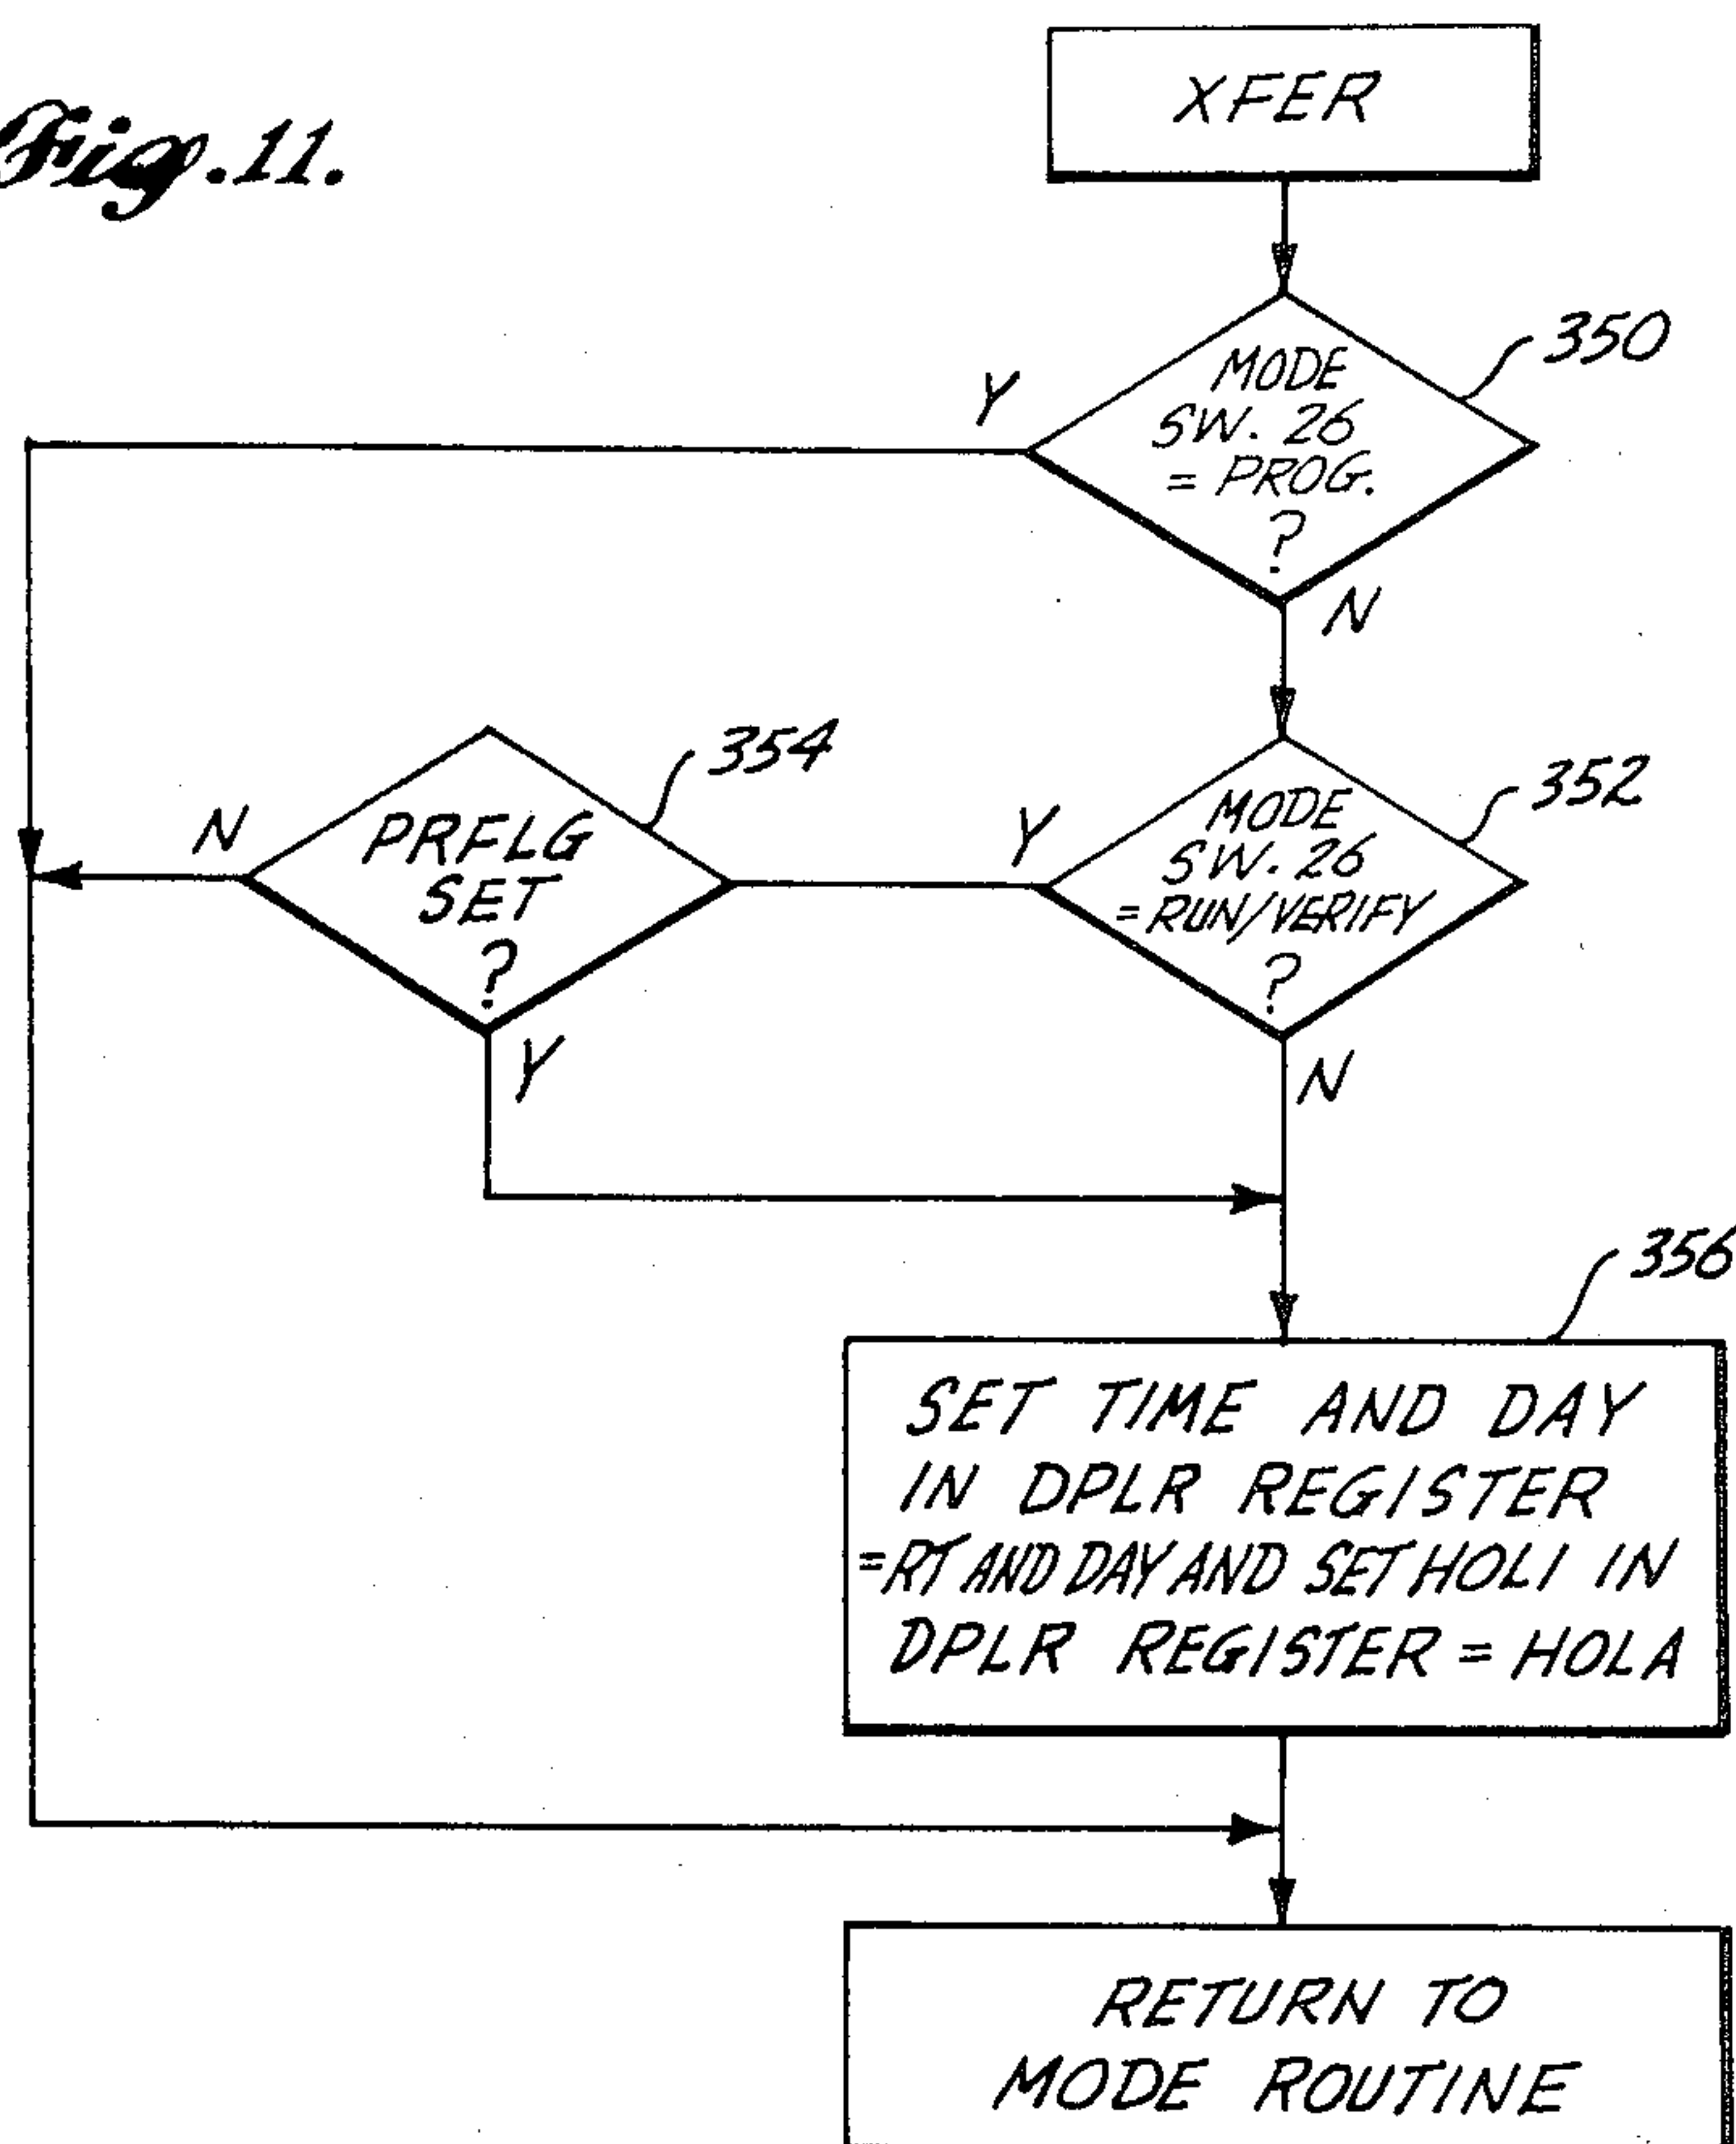 Fig. 11.
XFER
350
MODE
SW. 26
= PROG.
?
Y
N
354
PRFLG
SET
?
N
Y
352
MODE
SW. 26
= RUN/VERIFY
?
Y
N
356
SET TIME AND DAY
IN DPLR REGISTER
=RT AND DAY AND SET HOLI IN
DPLR REGISTER = HOLA
RETURN TO
MODE ROUTINE